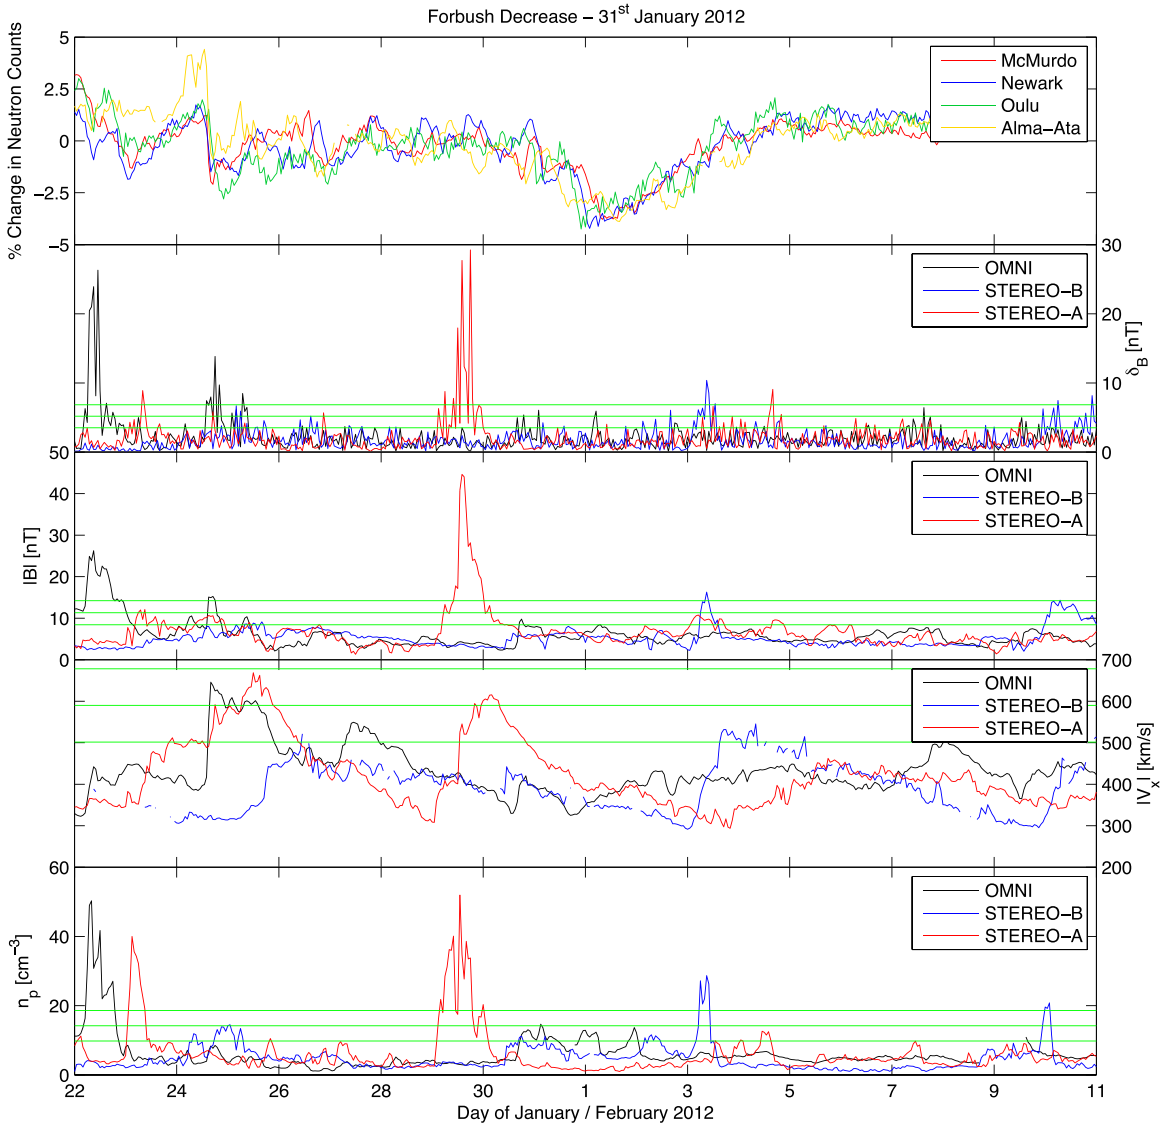 Forbush Decrease – 31st January 2012
% Change in Neutron Counts
5
2.5
0
−2.5
−5
McMurdo
Newark
Oulu
Alma−Ata
30
20
10
0
δB [nT]
OMNI
STEREO−B
STEREO−A
50
40
30
20
10
0
|B| [nT]
OMNI
STEREO−B
STEREO−A
700
600
500
400
300
200
|Vx| [km/s]
OMNI
STEREO−B
STEREO−A
60
40
20
0
np [cm−3]
OMNI
STEREO−B
STEREO−A
22 24 26 28 30 1 3 5 7 9 11
Day of January / February 2012